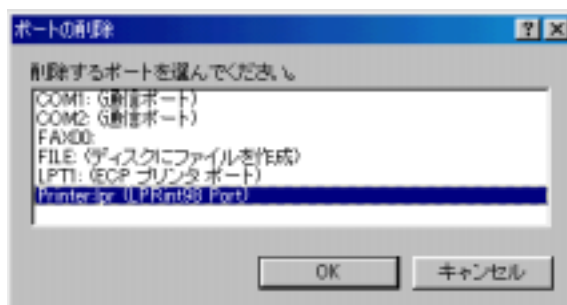 ポートの削除
削除するポートを選んでください。
COM1: (通信ポート)
COM2: (通信ポート)
FAX00:
FILE: (ディスクにファイルを作成)
LPT1: (ECP プリンタ ポート)
Printer:lpr (LPRint98 Port)
OK
キャンセル